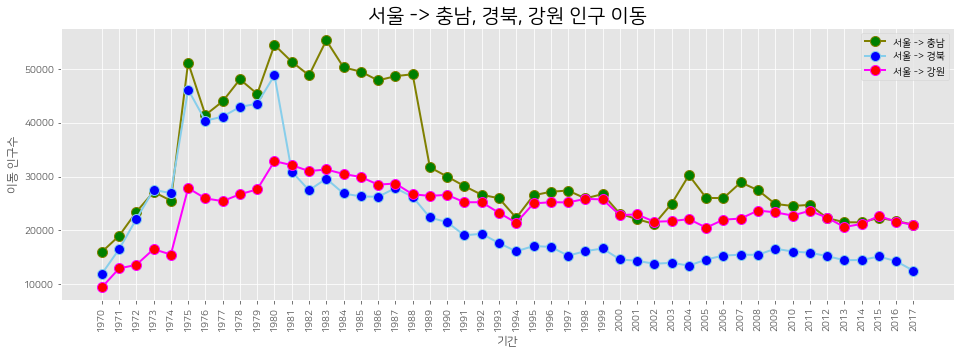 서울 -> 충남, 경북, 강원 인구 이동
서울 -> 충남
서울 -> 경북
서울 -> 강원
이동 인구수
50000
40000
30000
20000
10000
1970 1971 1972 1973 1974 1975 1976 1977 1978 1979 1980 1981 1982 1983 1984 1985 1986 1987 1988 1989 1990 1991 1992 1993 1994 1995 1996 1997 1998 1999 2000 2001 2002 2003 2004 2005 2006 2007 2008 2009 2010 2011 2012 2013 2014 2015 2016 2017
기간